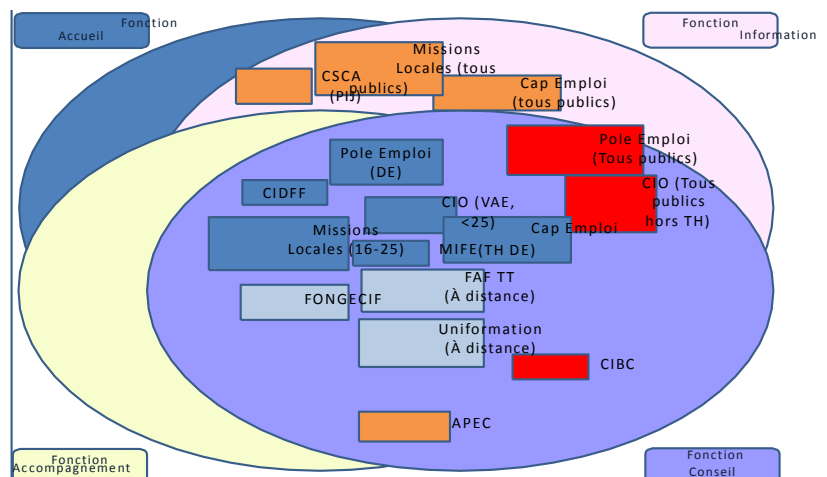 Fonction
Accueil
Fonction
Information
Missions
Locales (tous
publics)
CSCA
(PIJ)
Cap Emploi
(tous publics)
Pole Emploi
(Tous publics)
Pole Emploi
(DE)
CIDFF
CIO (Tous
publics
hors TH)
CIO (VAE,
<25)
Missions
Locales (16-25)
Cap Emploi
(TH DE)
MIFE
FAF TT
(À distance)
FONGECIF
Uniformation
(À distance)
CIBC
APEC
Fonction
Accompagnement
Fonction
Conseil